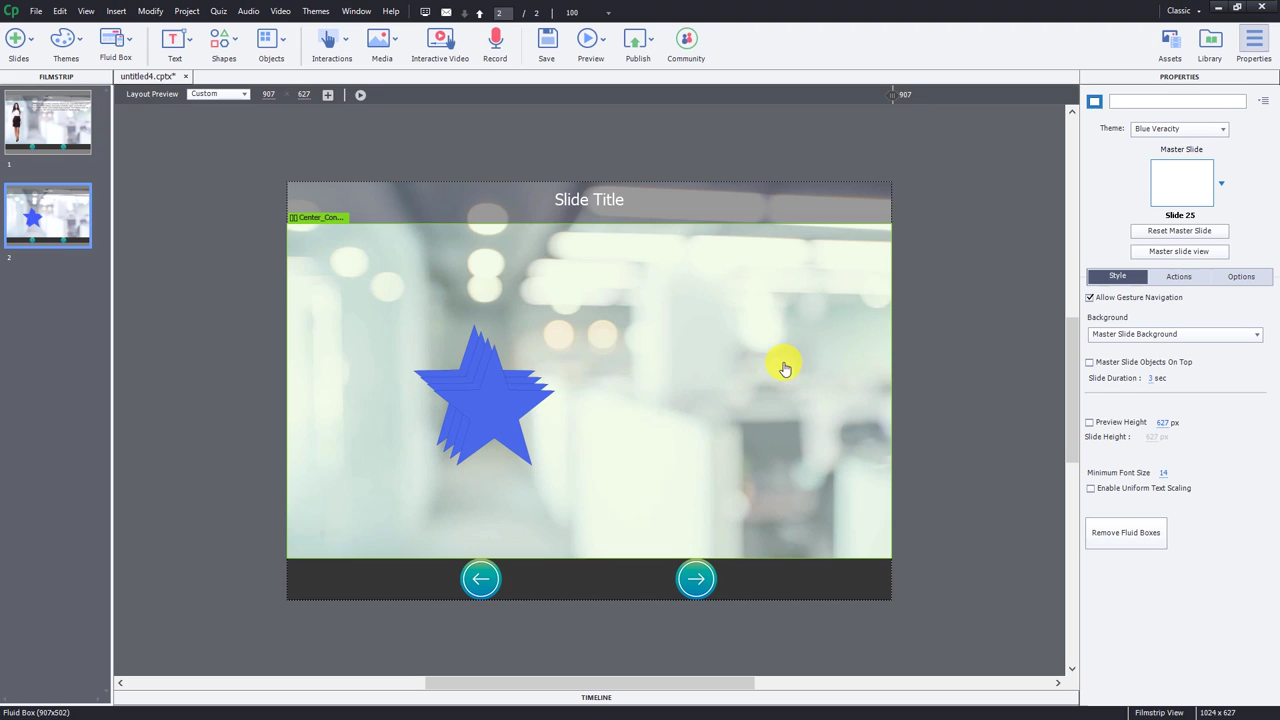 Cp File Edit View Insert Modify Project Quiz Audio Video Themes Window Help 2 / 2 100 Classic
Slides Themes Fluid Box Text Shapes Objects Interactions Media Interactive Video Record Save Preview Publish Community Assets Library Properties
FILMSTRIP untitled4.cptx* × PROPERTIES
Layout Preview Custom 907 × 627 907
Theme: Blue Veracity
Master Slide
1
Slide Title
Center_Con...
Slide 25
Reset Master Slide
Master slide view
2
Style Actions Options
Allow Gesture Navigation
Background
Master Slide Background
Master Slide Objects On Top
Slide Duration : 3 sec
Preview Height 627 px
Slide Height : 627 px
Minimum Font Size 14
Enable Uniform Text Scaling
Remove Fluid Boxes
TIMELINE
Fluid Box (907x502) Filmstrip View 1024 x 627